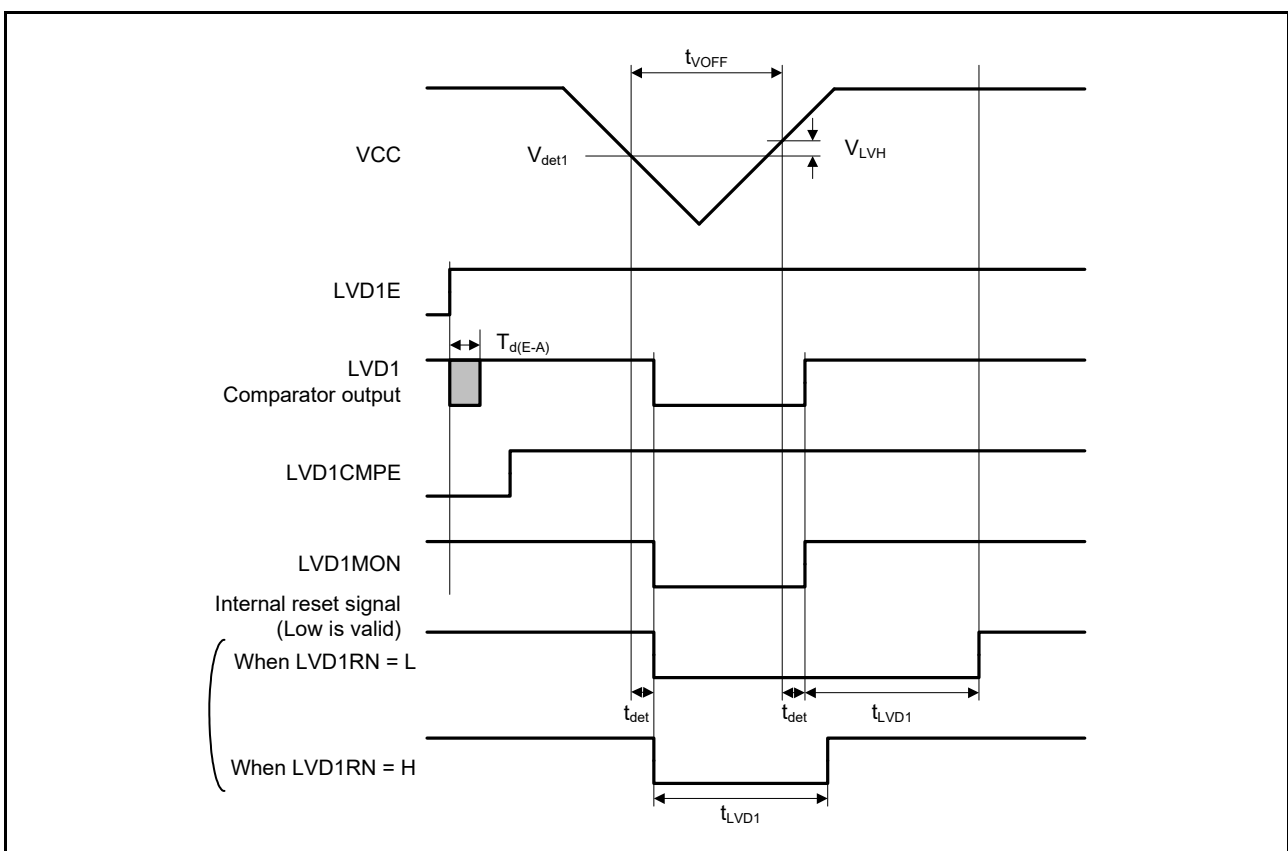 tVOFF
VCC
Vdet1
VLVH
LVD1E
Td(E-A)
LVD1
Comparator output
LVD1CMPE
LVD1MON
Internal reset signal
(Low is valid)
When LVD1RN = L
tdet
tdet
tLVD1
When LVD1RN = H
tLVD1